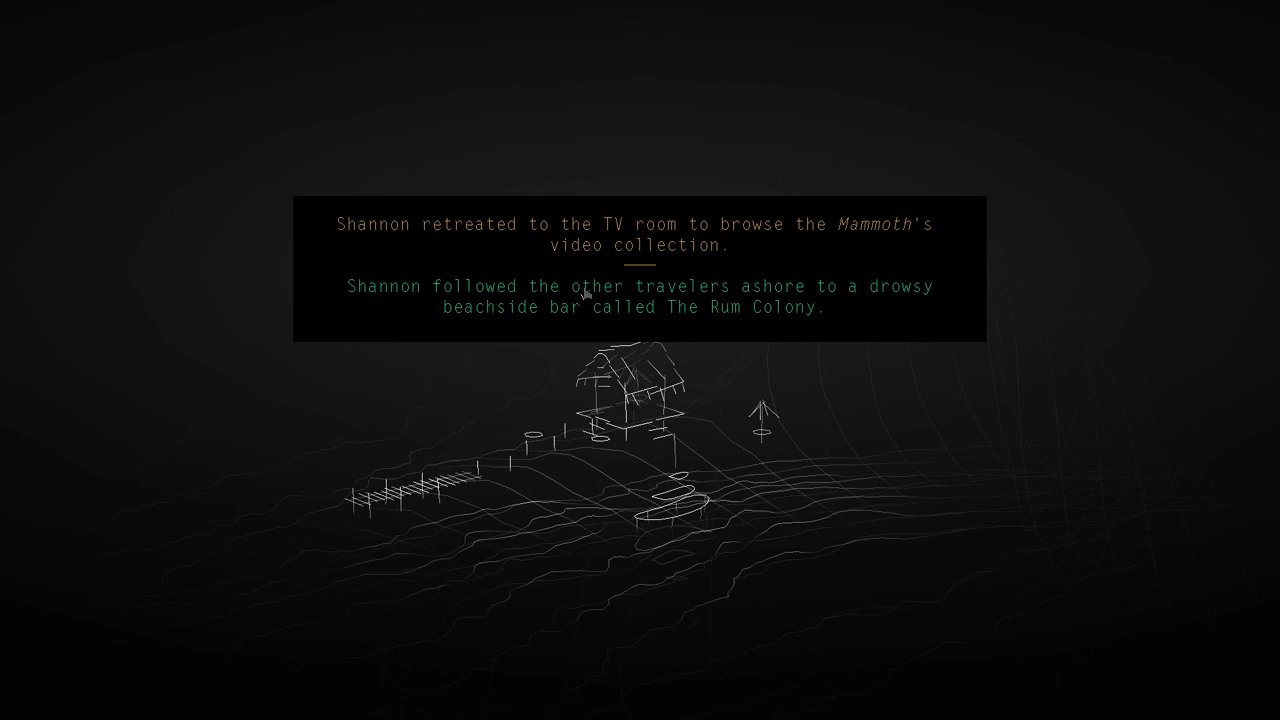 Shannon retreated to the TV room to browse the Mammoth's
video collection.
Shannon followed the other travelers ashore to a drowsy
beachside bar called The Rum Colony.